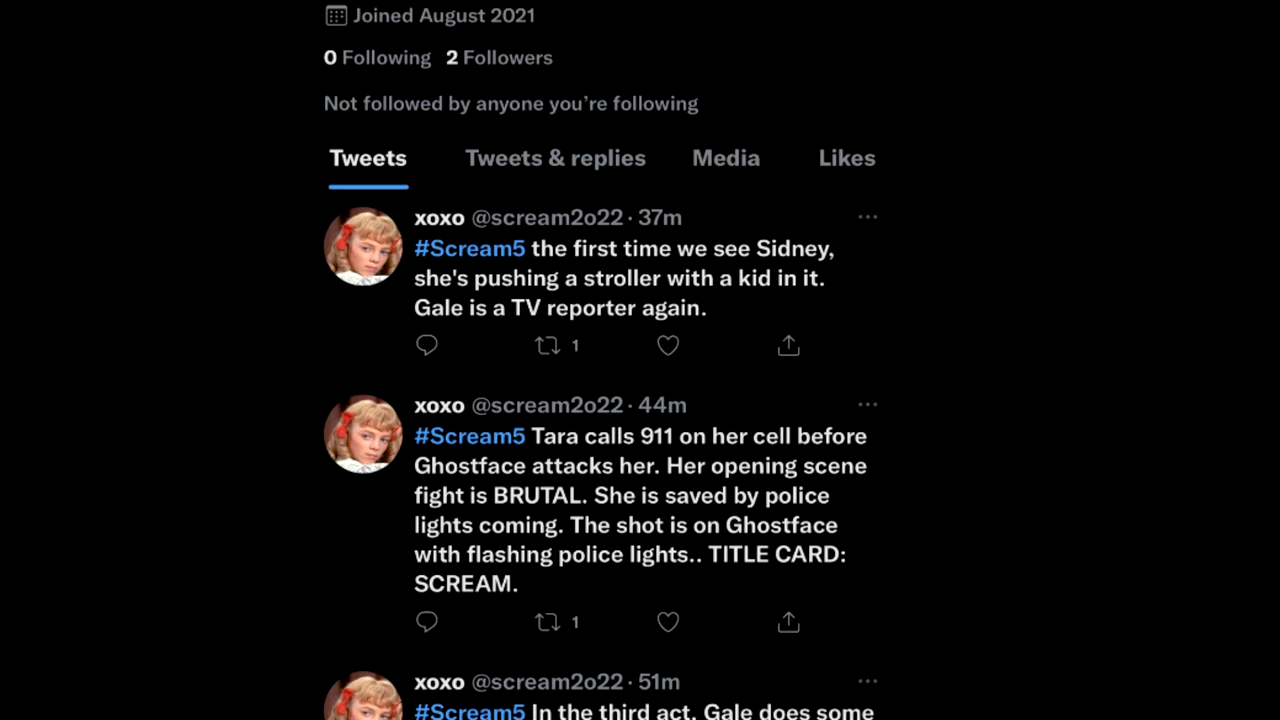 Joined August 2021
0 Following 2 Followers
Not followed by anyone you’re following
Tweets Tweets & replies Media Likes
xoxo @scream2o22 · 37m
#Scream5 the first time we see Sidney,
she's pushing a stroller with a kid in it.
Gale is a TV reporter again.
1
xoxo @scream2o22 · 44m
#Scream5 Tara calls 911 on her cell before
Ghostface attacks her. Her opening scene
fight is BRUTAL. She is saved by police
lights coming. The shot is on Ghostface
with flashing police lights.. TITLE CARD:
SCREAM.
1
xoxo @scream2o22 · 51m
#Scream5 In the third act, Gale does some